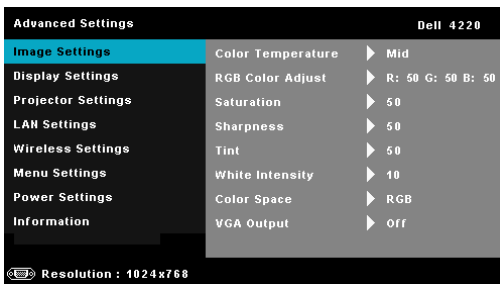 Advanced Settings Dell 4220
Image Settings Color Temperature Mid
Display Settings RGB Color Adjust R: 50 G: 50 B: 50
Projector Settings Saturation 50
LAN Settings Sharpness 50
Wireless Settings Tint 50
Menu Settings White Intensity 10
Power Settings Color Space RGB
Information VGA Output Off
Resolution : 1024x768